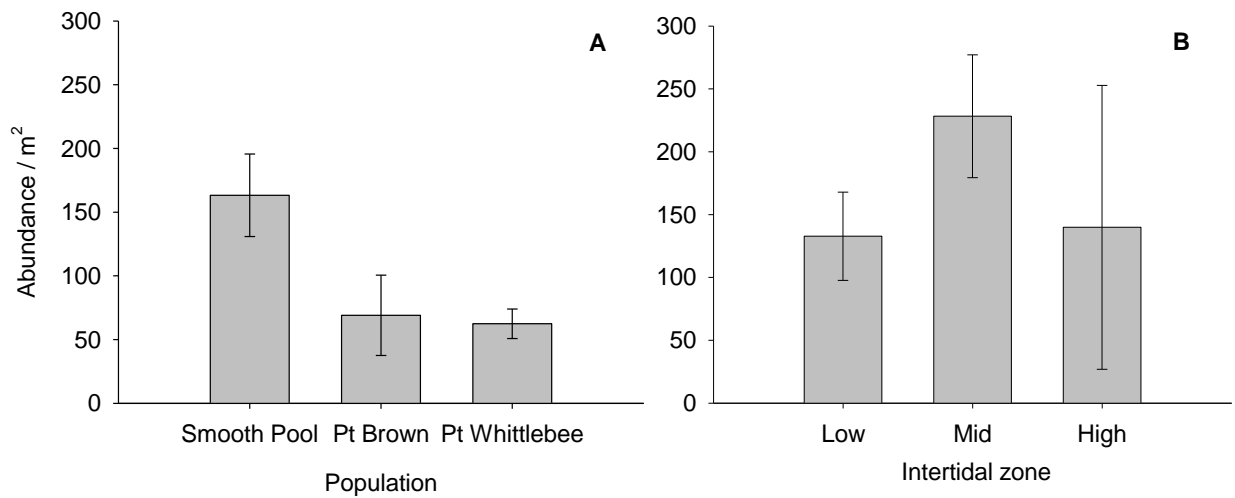 A
Abundance / m²
300
250
200
150
100
50
0
Smooth Pool Pt Brown Pt Whittlebee
Population
B
300
250
200
150
100
50
0
Low Mid High
Intertidal zone